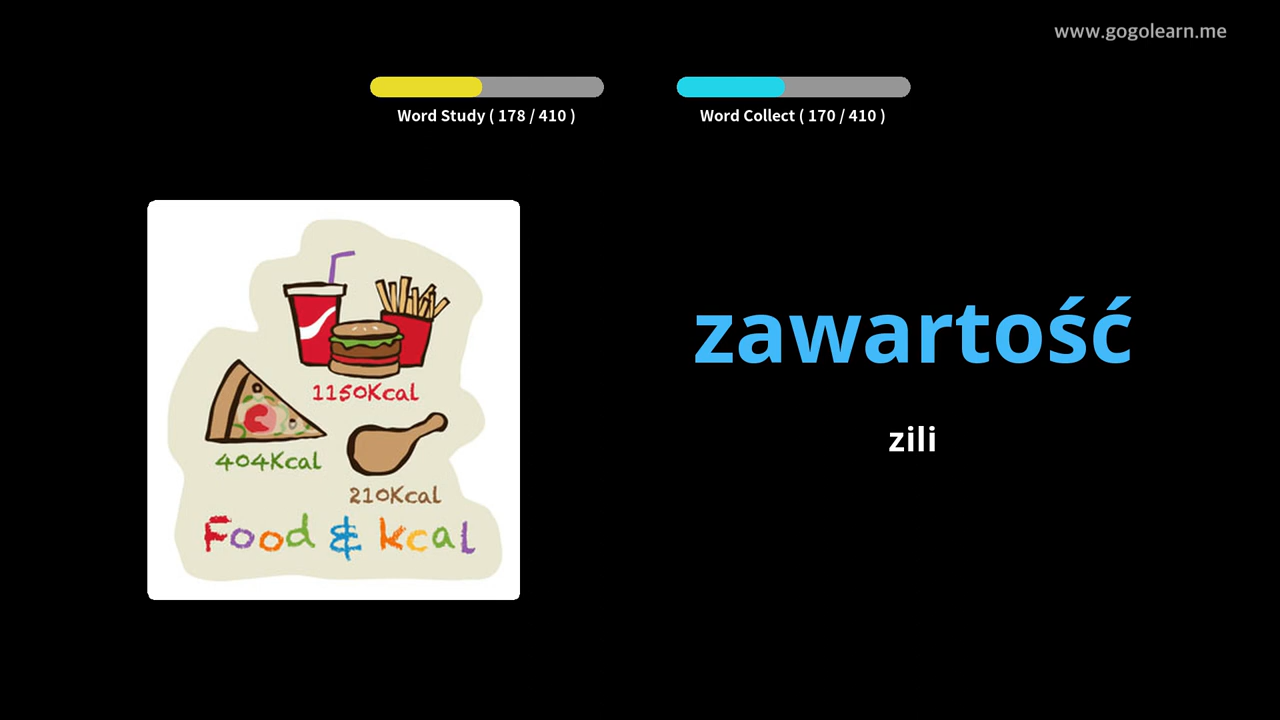 www.gogolearn.me
Word Study ( 178 / 410 )
Word Collect ( 170 / 410 )
1150Kcal
404Kcal
210Kcal
Food & kcal
zawartość
zili